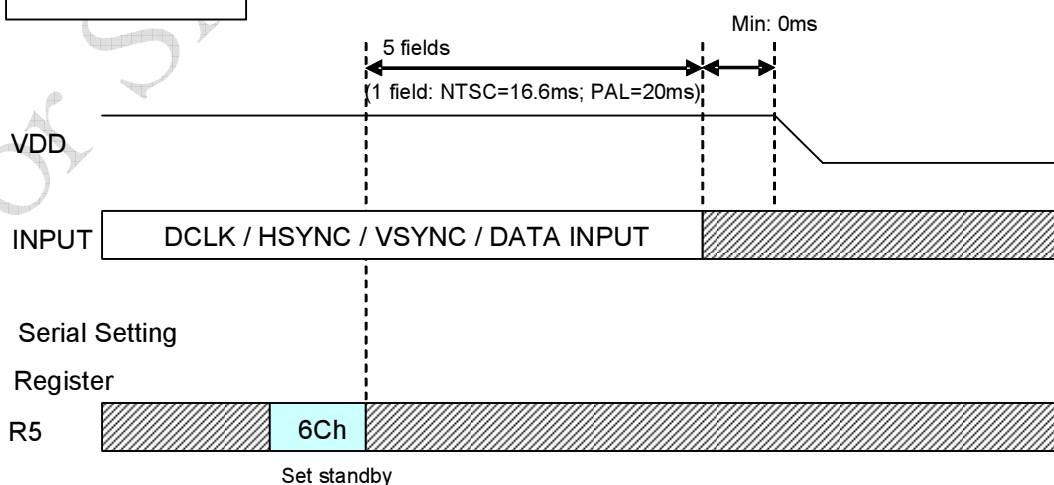 Min: 0ms
5 fields
(1 field: NTSC=16.6ms; PAL=20ms)
VDD
INPUT
DCLK / HSYNC / VSYNC / DATA INPUT
Serial Setting
Register
R5
6Ch
Set standby